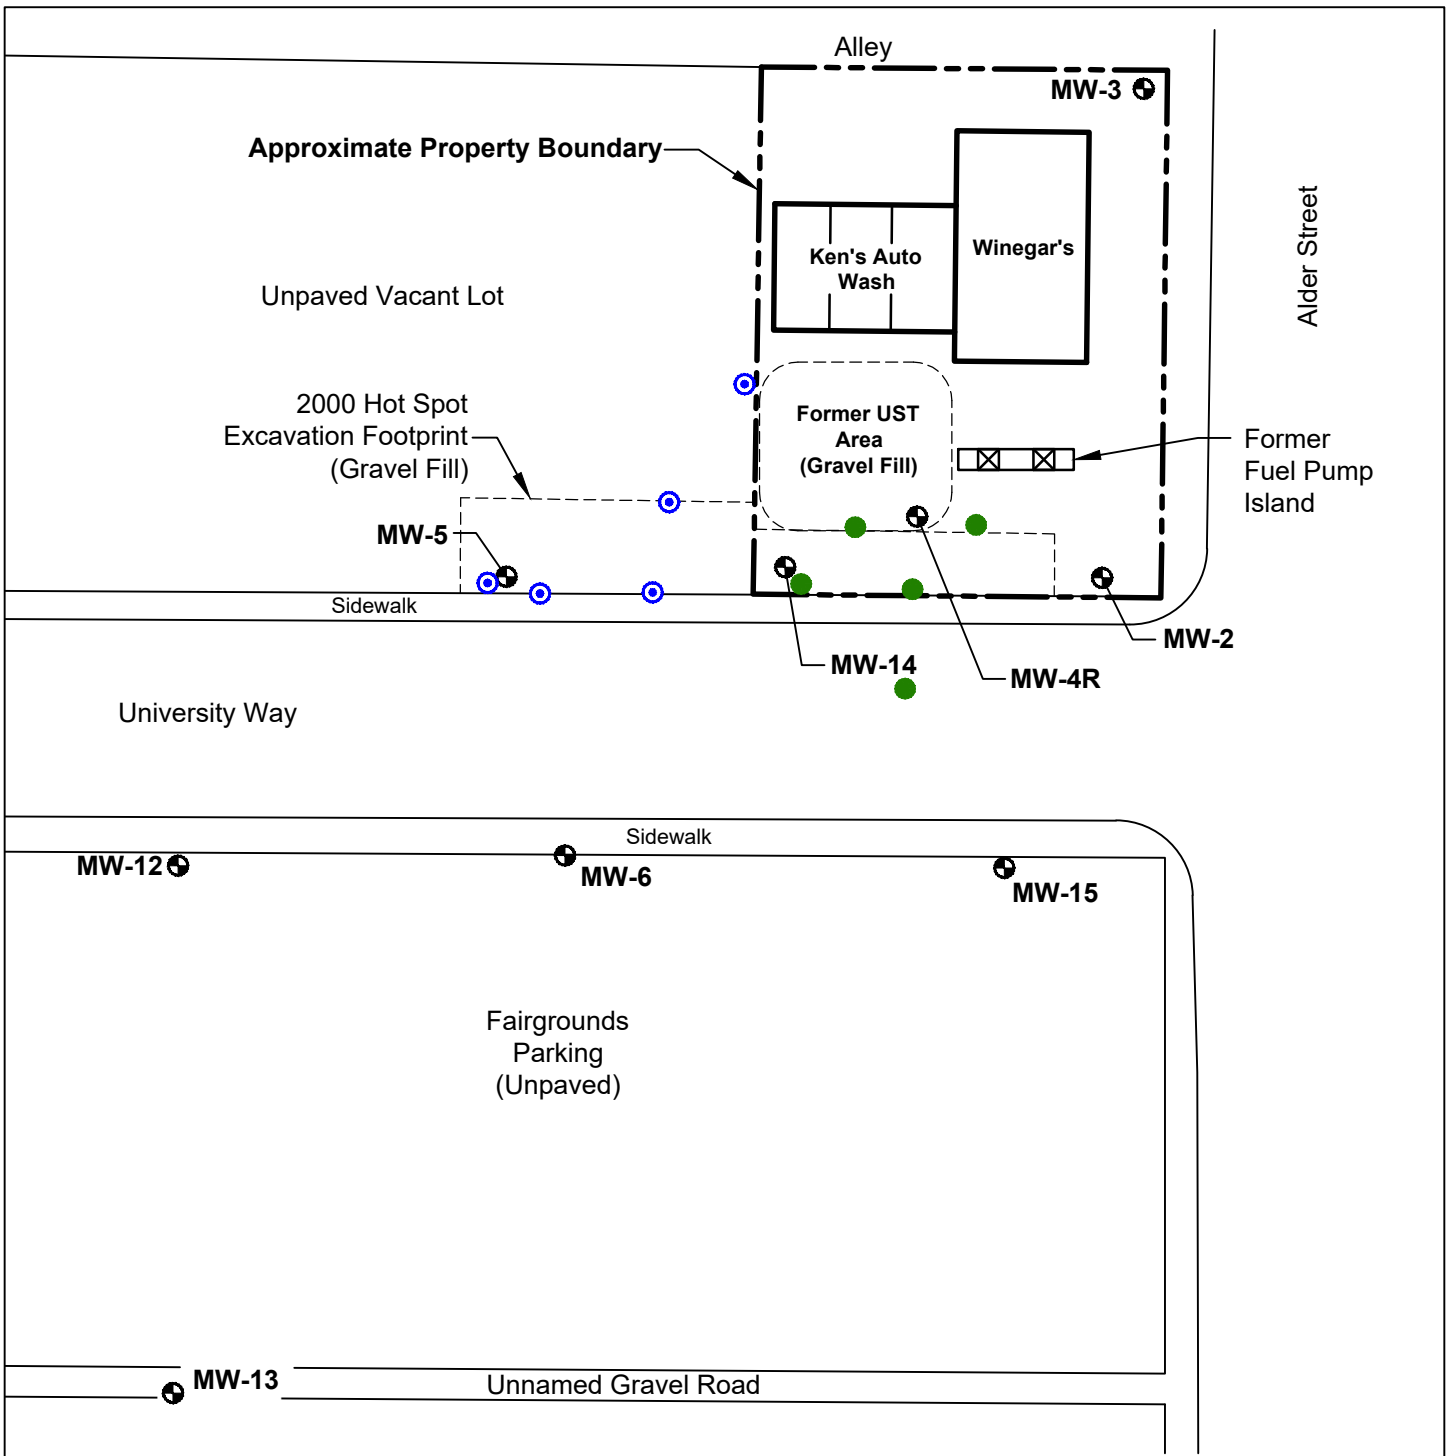 Alley
MW-3
Approximate Property Boundary
Alder Street
Ken's Auto
Wash
Winegar's
Unpaved Vacant Lot
2000 Hot Spot
Excavation Footprint
(Gravel Fill)
Former UST
Area
(Gravel Fill)
Former
Fuel Pump
Island
MW-5
Sidewalk
MW-2
MW-14
MW-4R
University Way
Sidewalk
MW-12
MW-6
MW-15
Fairgrounds
Parking
(Unpaved)
MW-13
Unnamed Gravel Road